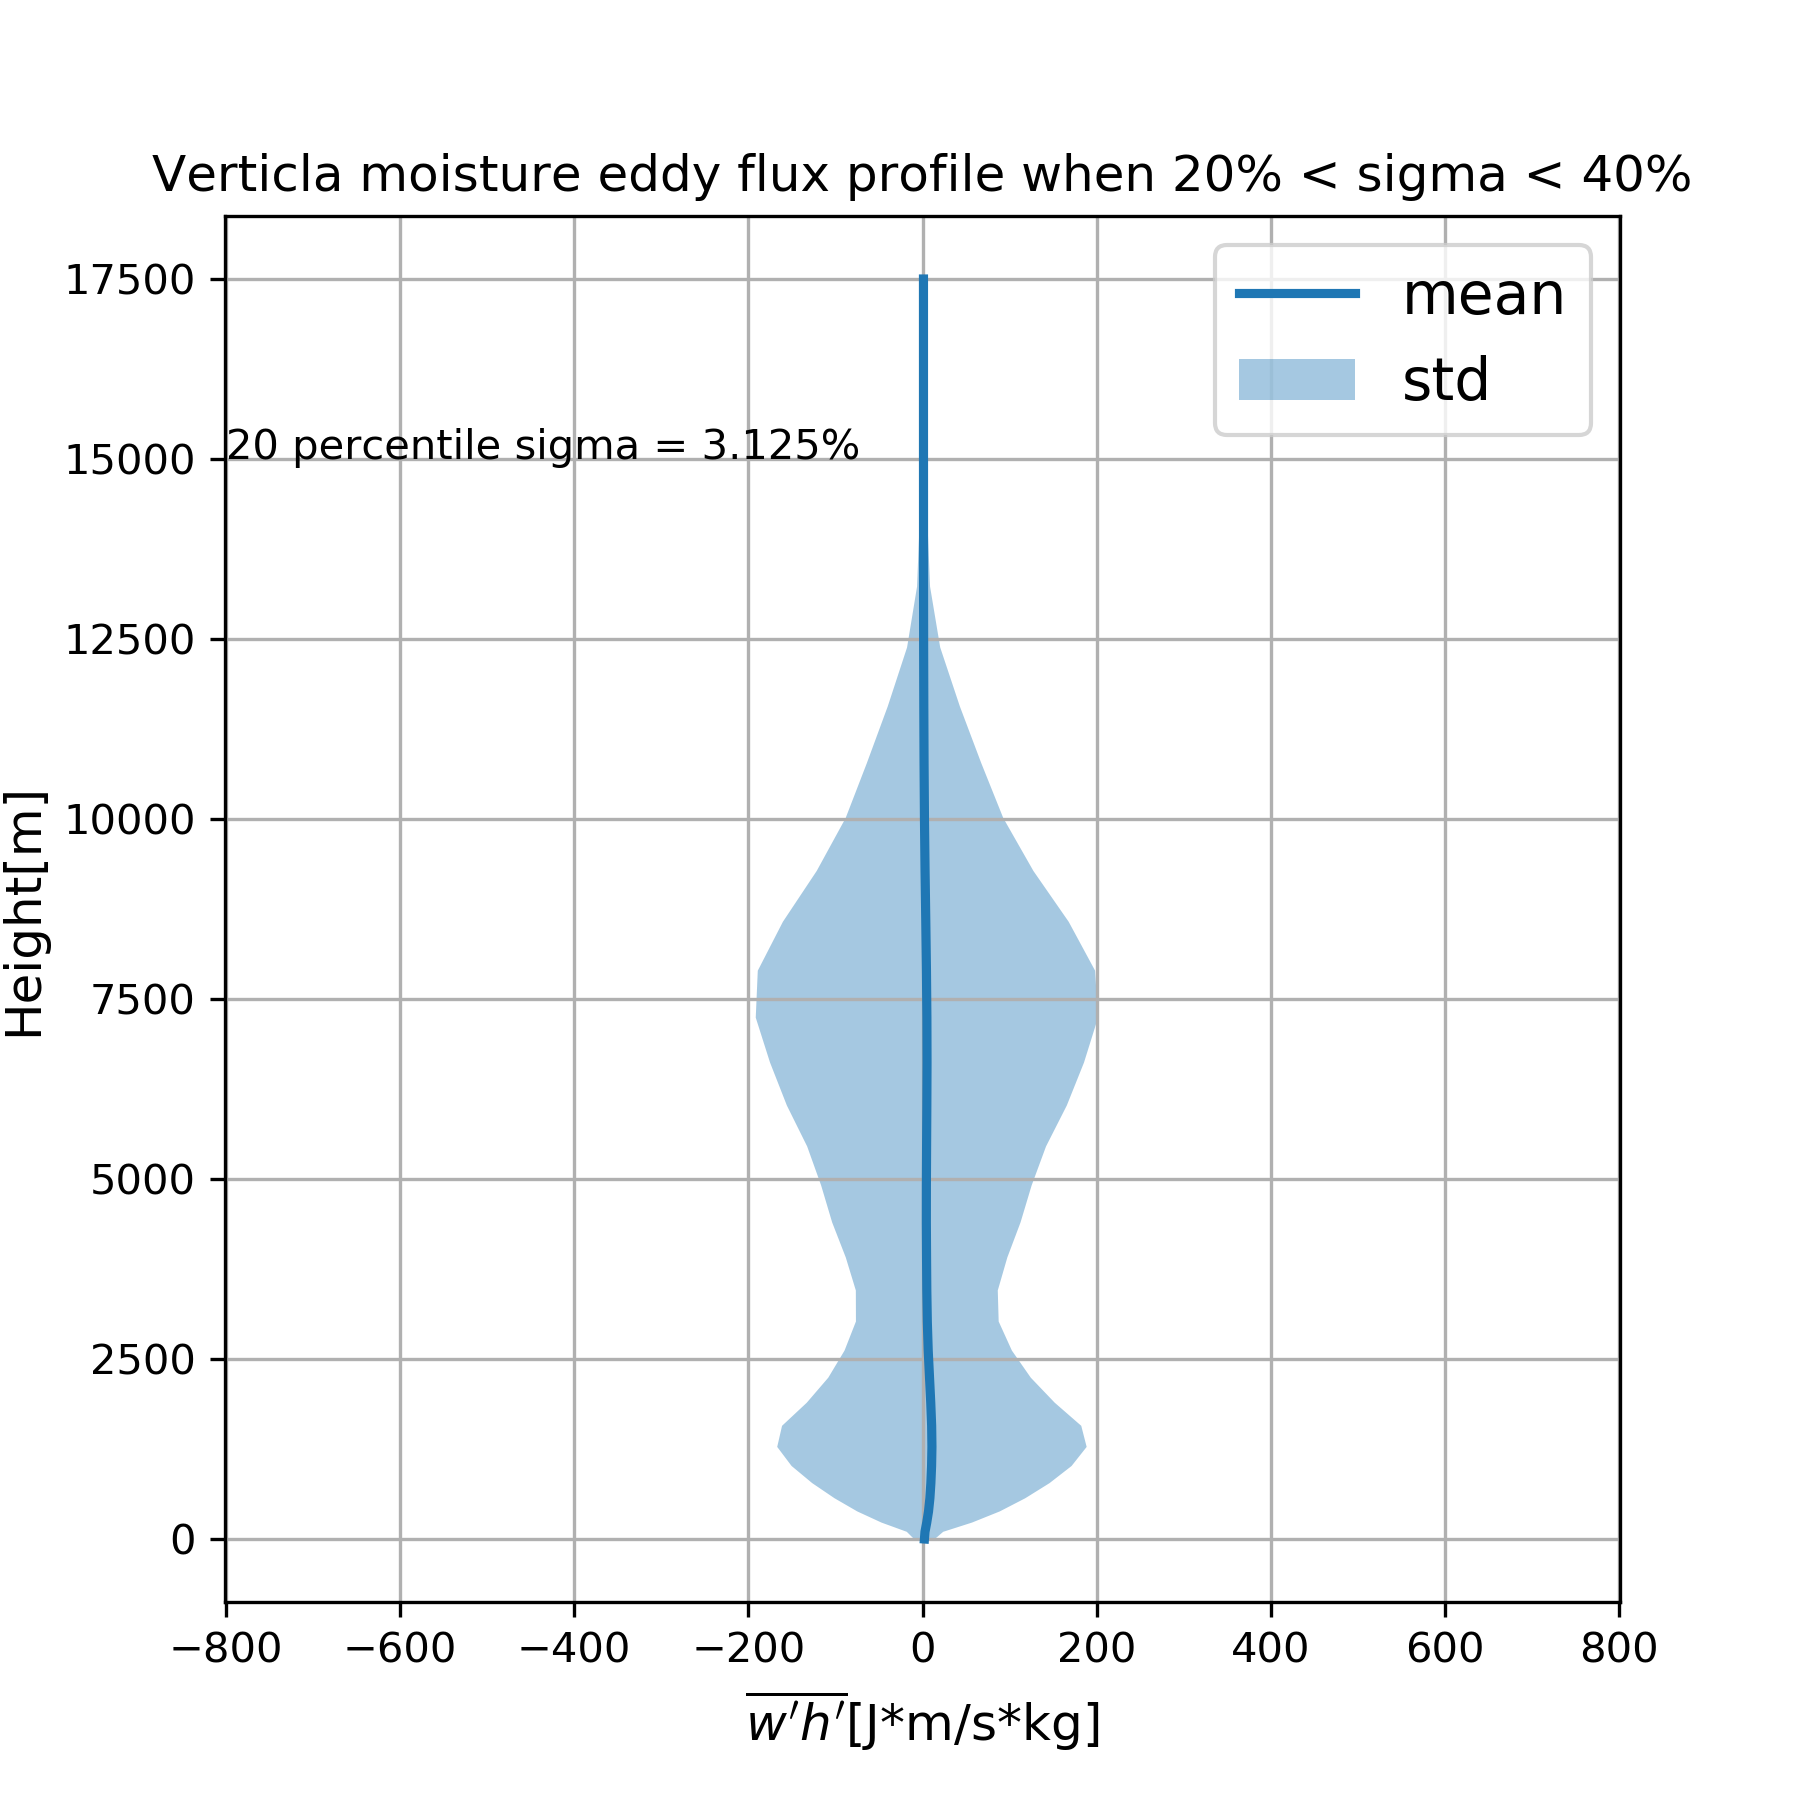 Verticla moisture eddy flux profile when 20% < sigma < 40%
mean
std
20 percentile sigma = 3.125%
17500
15000
12500
10000
7500
5000
2500
0
Height[m]
−800 −600 −400 −200 0 200 400 600 800
w′h′[J*m/s*kg]